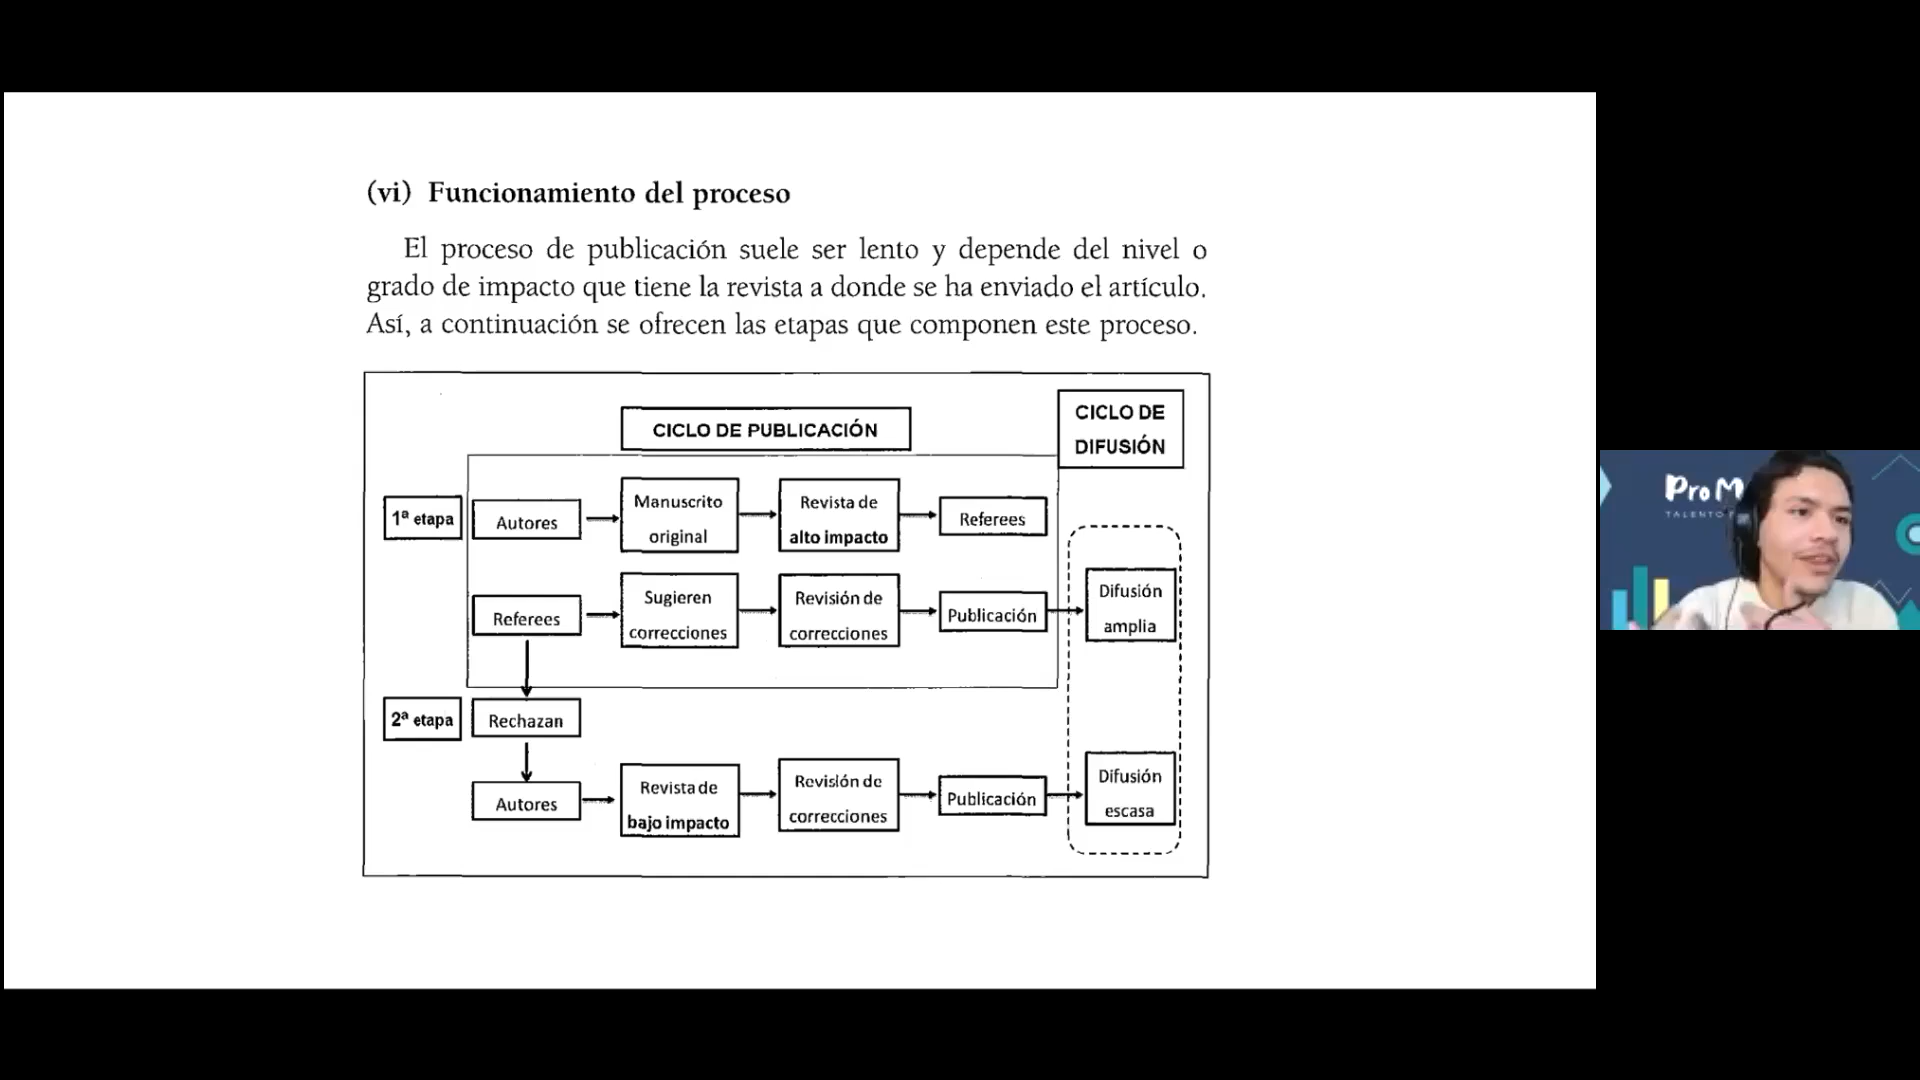 (vi) Funcionamiento del proceso
El proceso de publicación suele ser lento y depende del nivel o
grado de impacto que tiene la revista a donde se ha enviado el artículo.
Así, a continuación se ofrecen las etapas que componen este proceso.
CICLO DE PUBLICACIÓN
CICLO DE
DIFUSIÓN
1ª etapa
Autores
Manuscrito
original
Revista de
alto impacto
Referees
Referees
Sugieren
correcciones
Revisión de
correcciones
Publicación
Difusión
amplia
2ª etapa
Rechazan
Autores
Revista de
bajo impacto
Revisión de
correcciones
Publicación
Difusión
escasa
Pro M
TALENTO